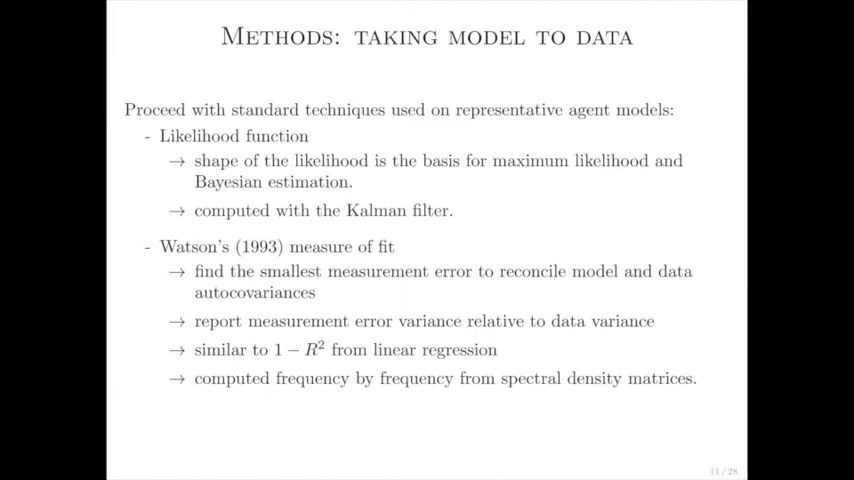 METHODS: TAKING MODEL TO DATA
Proceed with standard techniques used on representative agent models:
- Likelihood function
→ shape of the likelihood is the basis for maximum likelihood and
Bayesian estimation.
→ computed with the Kalman filter.
- Watson's (1993) measure of fit
→ find the smallest measurement error to reconcile model and data
autocovariances
→ report measurement error variance relative to data variance
→ similar to 1 − R² from linear regression
→ computed frequency by frequency from spectral density matrices.
11 / 28